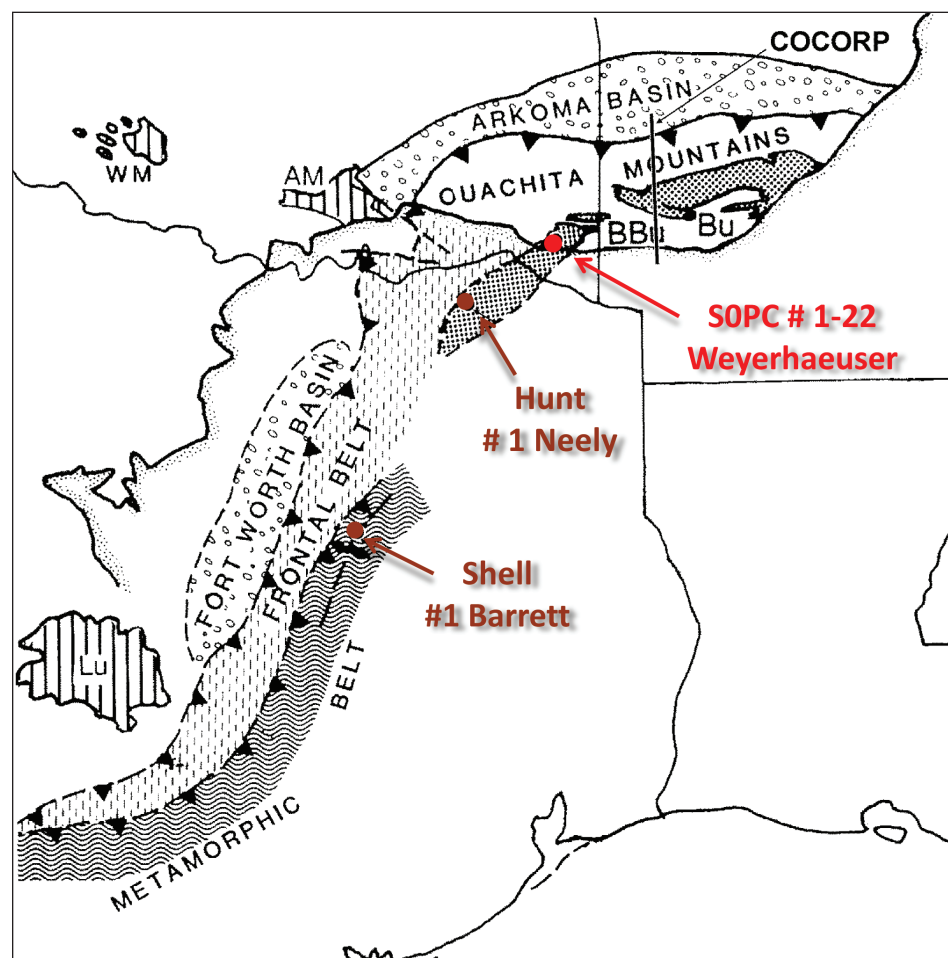 COCORP
ARKOMA BASIN
WM
AM
OUACHITA MOUNTAINS
BBu
Bu
S0PC # 1-22
Weyerhaeuser
Hunt
# 1 Neely
FORT WORTH BASIN
FRONTAL BELT
Shell
#1 Barrett
Lu
METAMORPHIC BELT